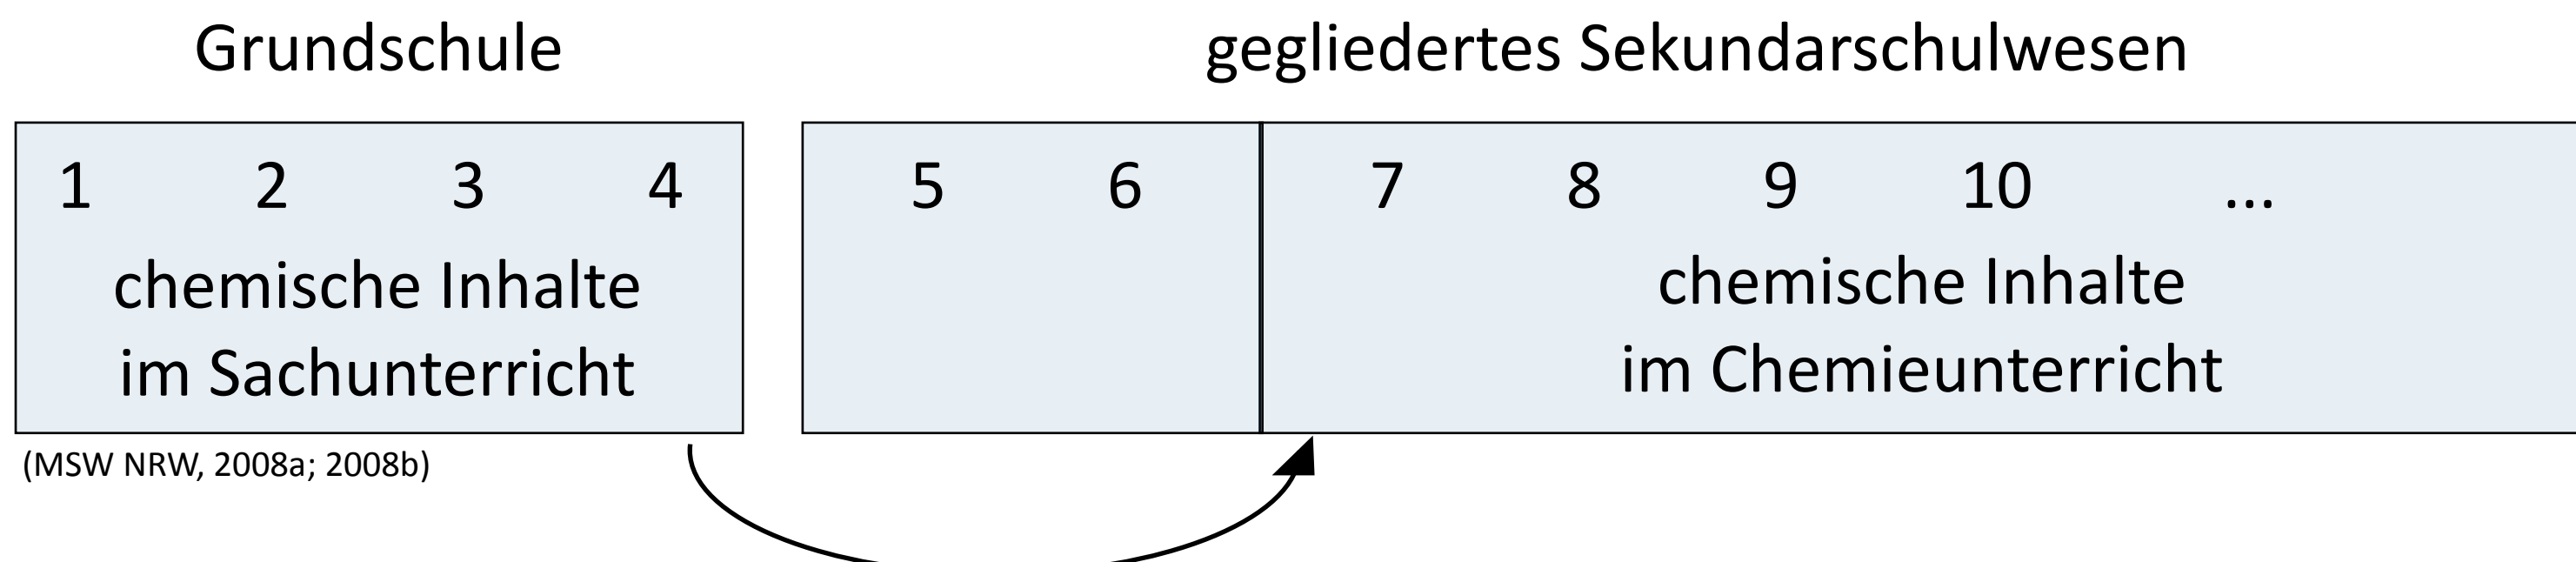 Grundschule
gegliedertes Sekundarschulwesen
1 2 3 4
chemische Inhalte
im Sachunterricht
5 6
7 8 9 10 ...
chemische Inhalte
im Chemieunterricht
(MSW NRW, 2008a; 2008b)